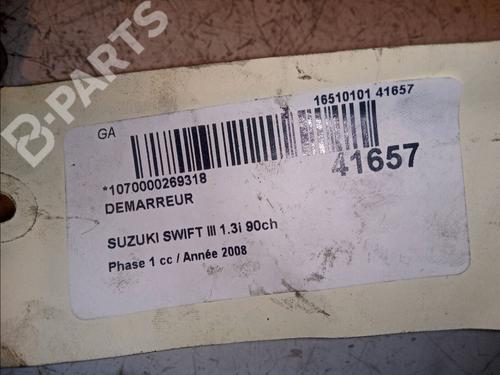 B-PARTS
GA
16510101 41657
41657
*1070000269318
DEMARREUR
SUZUKI SWIFT III 1.3i 90ch
Phase 1 cc / Année 2008